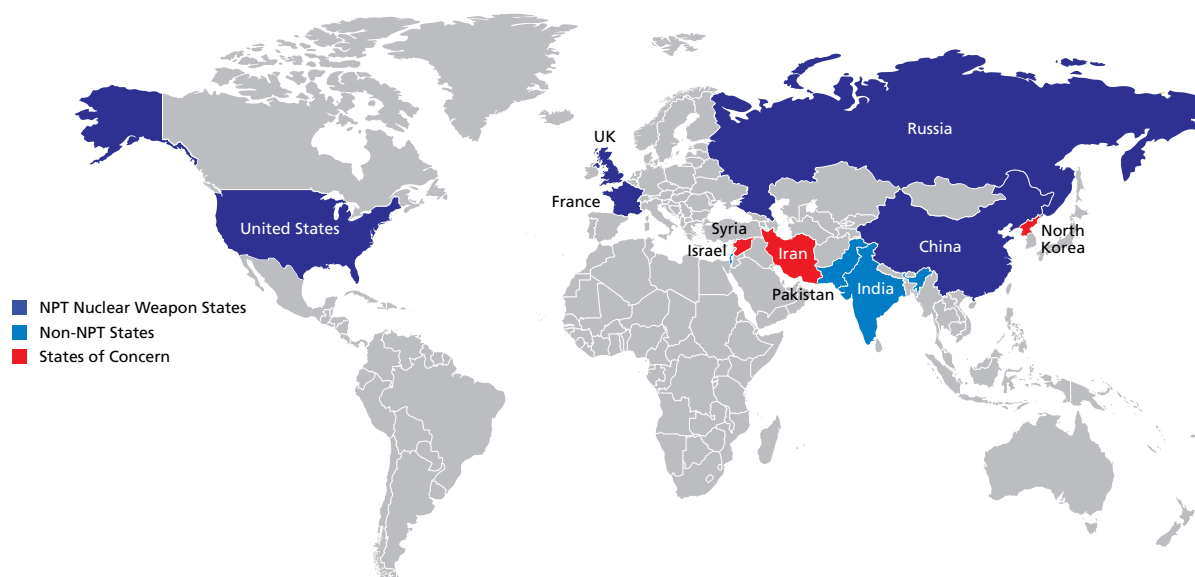 UK
Russia
France
United States
Syria
Israel
Iran
China
North
Korea
Pakistan
India
NPT Nuclear Weapon States
Non-NPT States
States of Concern